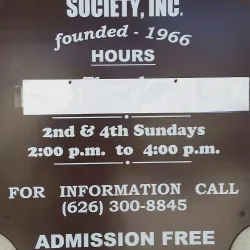 SOCIETY, INC.
founded - 1966
HOURS
2nd & 4th Sundays
2:00 p.m. to 4:00 p.m.
FOR INFORMATION CALL
(626) 300-8845
ADMISSION FREE